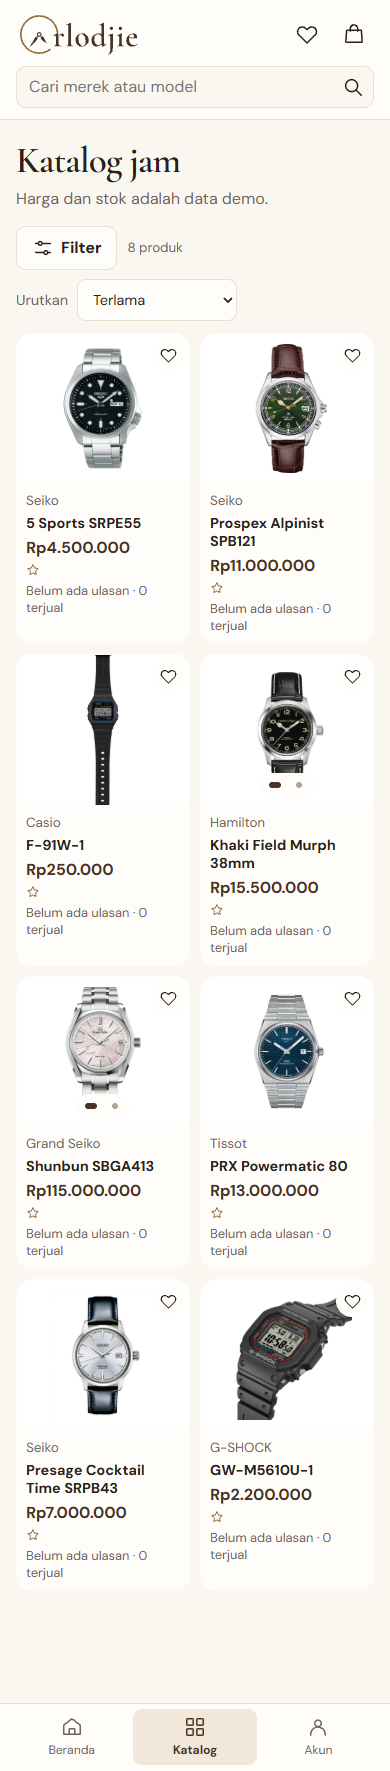 Arlodjie
Cari merek atau model
Katalog jam
Harga dan stok adalah data demo.
Filter
8 produk
Urutkan
Terlama
Seiko
5 Sports SRPE55
Rp4.500.000
Belum ada ulasan · 0
terjual
Seiko
Prospex Alpinist
SPB121
Rp11.000.000
Belum ada ulasan · 0
terjual
Casio
F-91W-1
Rp250.000
Belum ada ulasan · 0
terjual
Hamilton
Khaki Field Murph
38mm
Rp15.500.000
Belum ada ulasan · 0
terjual
Grand Seiko
Shunbun SBGA413
Rp115.000.000
Belum ada ulasan · 0
terjual
Tissot
PRX Powermatic 80
Rp13.000.000
Belum ada ulasan · 0
terjual
Seiko
Presage Cocktail
Time SRPB43
Rp7.000.000
Belum ada ulasan · 0
terjual
G-SHOCK
G-SHOCK
GW-M5610U-1
Rp2.200.000
Belum ada ulasan · 0
terjual
Beranda
Katalog
Akun